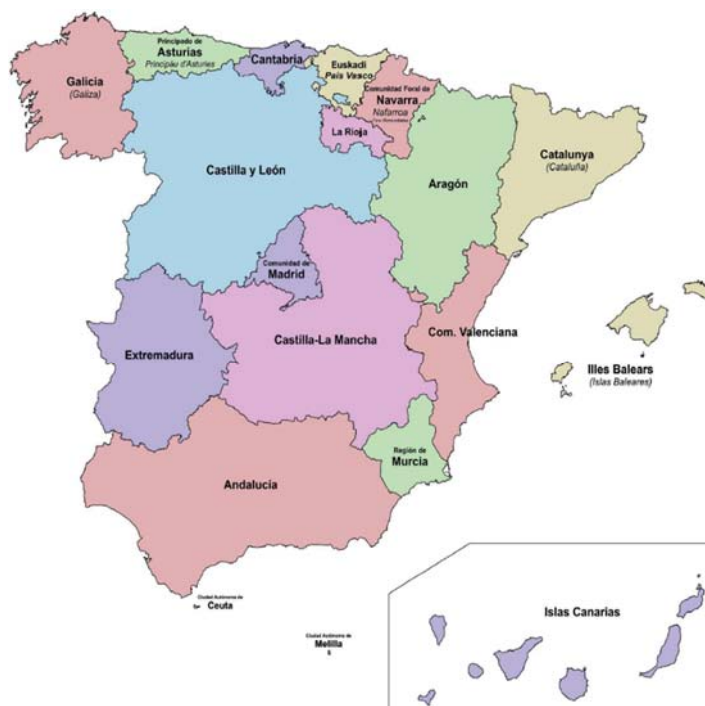 Principado de
Asturias
Principáu d'Asturies
Cantabria
Euskadi
País Vasco
Galicia
(Galiza)
Comunidad Foral de
Navarra
Nafarroa
La Rioja
Catalunya
(Cataluña)
Castilla y León
Aragón
Comunidad de
Madrid
Com. Valenciana
Castilla-La Mancha
Extremadura
Illes Balears
(Islas Baleares)
Región de
Murcia
Andalucía
Ciudad Autónoma de
Ceuta
Islas Canarias
Ciudad Autónoma de
Melilla